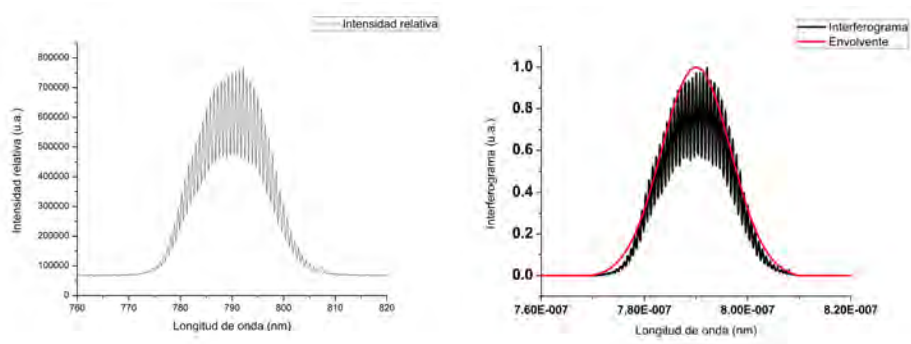 Intensidad relativa
800000
700000
600000
500000
400000
300000
200000
100000
0
Intensidad relativa (u.a.)
760 770 780 790 800 810 820
Longitud de onda (nm)
Interferograma
Envolvente
1.0
0.8
0.6
0.4
0.2
0.0
Interferograma (u.a.)
7.60E-007 7.80E-007 8.00E-007 8.20E-007
Longitud de onda (nm)